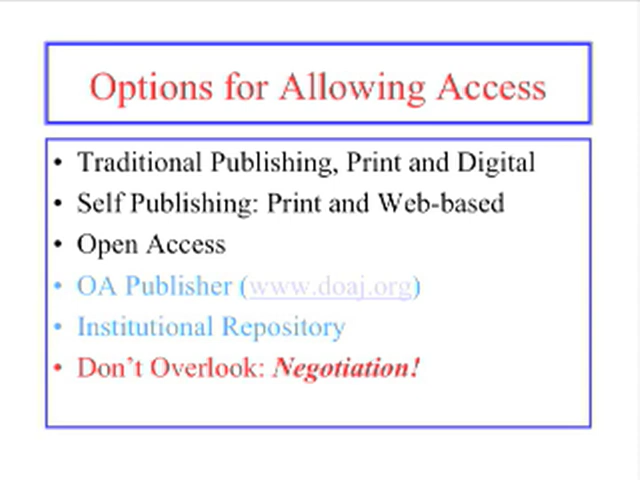 Options for Allowing Access
• Traditional Publishing, Print and Digital
• Self Publishing: Print and Web-based
• Open Access
• OA Publisher (www.doaj.org)
• Institutional Repository
• Don't Overlook: Negotiation!